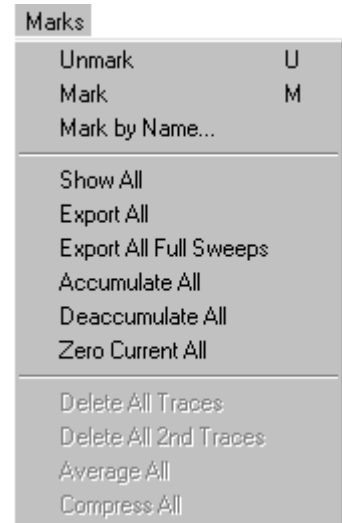 Marks
Unmark U
Mark M
Mark by Name...
Show All
Export All
Export All Full Sweeps
Accumulate All
Deaccumulate All
Zero Current All
Delete All Traces
Delete All 2nd Traces
Average All
Compress All